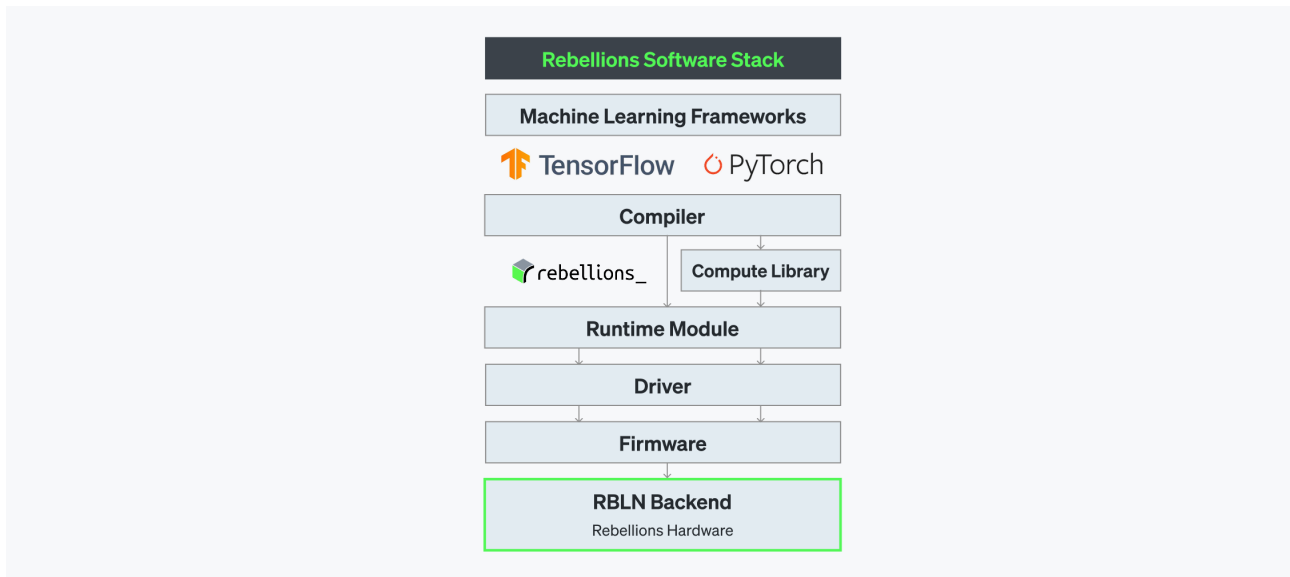 Rebellions Software Stack
Machine Learning Frameworks
TensorFlow
PyTorch
Compiler
rebellions_
Compute Library
Runtime Module
Driver
Firmware
RBLN Backend
Rebellions Hardware